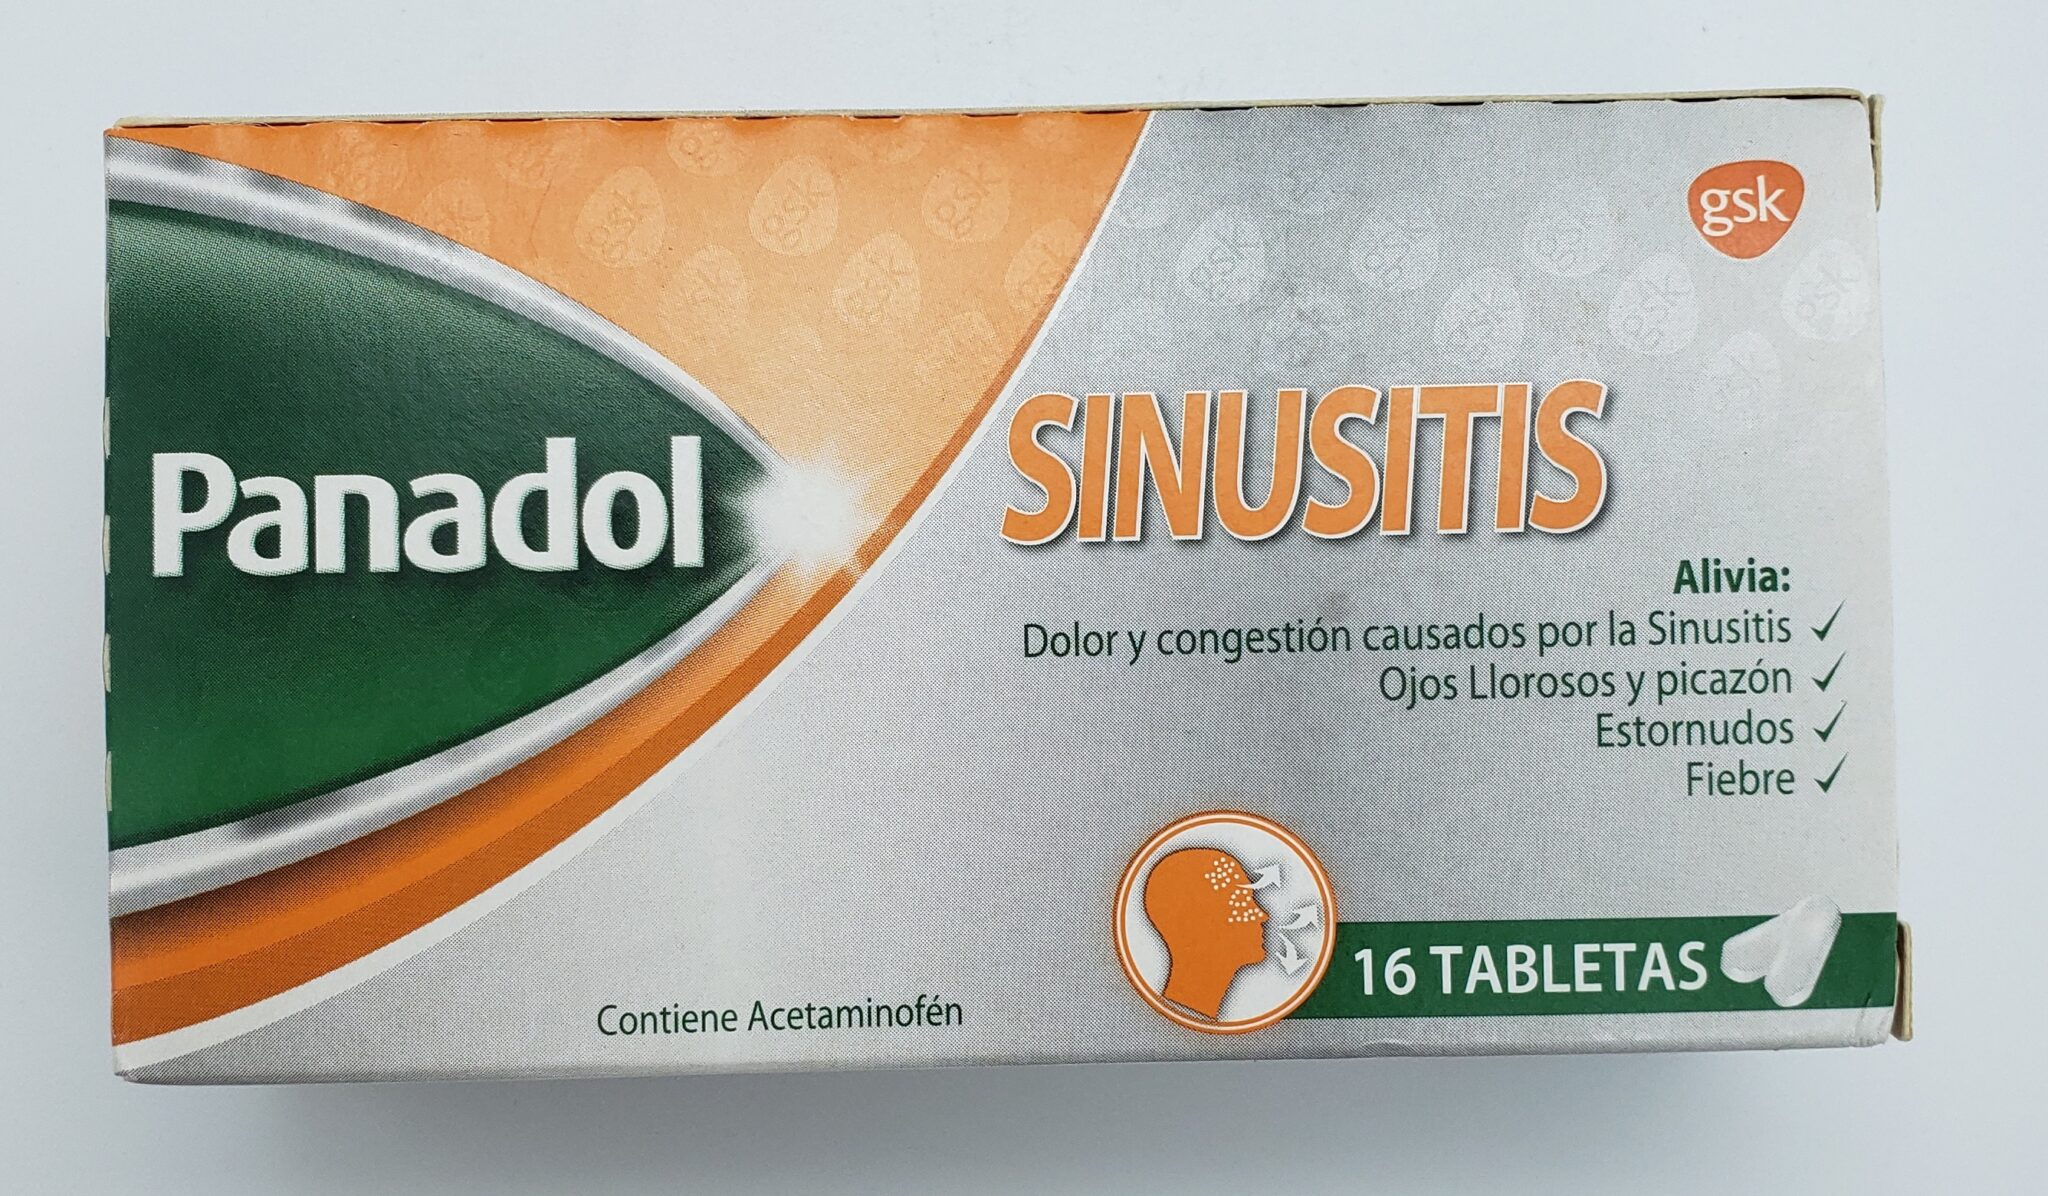 gsk
Panadol
SINUSITIS
Alivia:
Dolor y congestión causados por la Sinusitis
Ojos Llorosos y picazón
Estornudos
Fiebre
16 TABLETAS
Contiene Acetaminofén